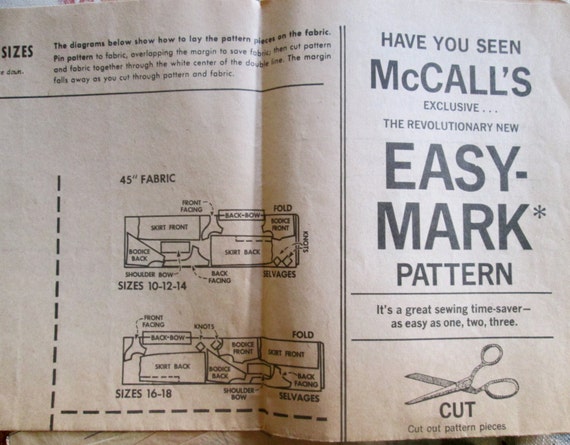 SIZES
down.
The diagrams below show how to lay the pattern pieces on the fabric.
Pin pattern to fabric, overlapping the margin to save fabric; then cut pattern
and fabric together through the white center of the double line. The margin
falls away as you cut through pattern and fabric.
45" FABRIC
FRONT
FACING
BACK-BOW
FOLD
SKIRT FRONT
BODICE
FRONT
KNOTS
BODICE
BACK
SKIRT BACK
SHOULDER BOW
BACK
FACING
SELVAGES
SIZES 10-12-14
FRONT
FACING
KNOTS
BACK-BOW
FOLD
BODICE
FRONT
SKIRT FRONT
SKIRT BACK
BODICE
BACK
BACK
FACING
SHOULDER
BOW
SELVAGES
SIZES 16-18
HAVE YOU SEEN
McCALL'S
EXCLUSIVE...
THE REVOLUTIONARY NEW
EASY-
MARK*
PATTERN
It's a great sewing time-saver—
as easy as one, two, three.
CUT
Cut out pattern pieces